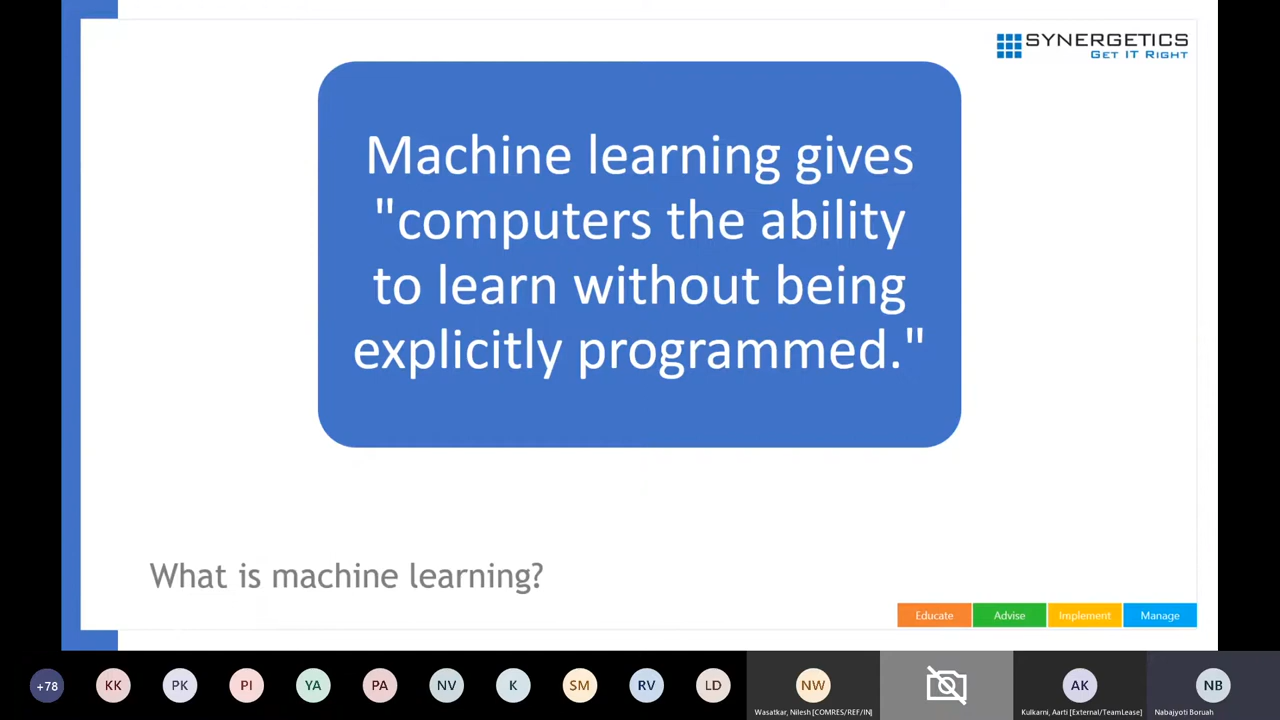 SYNERGETICS
GET IT RIGHT
Machine learning gives
"computers the ability
to learn without being
explicitly programmed."
What is machine learning?
Educate Advise Implement Manage
+78 KK PK PI YA PA NV K SM RV LD NW AK NB
Wasatkar, Nilesh [COMRES/REF/IN] Kulkarni, Aarti [External/TeamLease] Nabajyoti Boruah